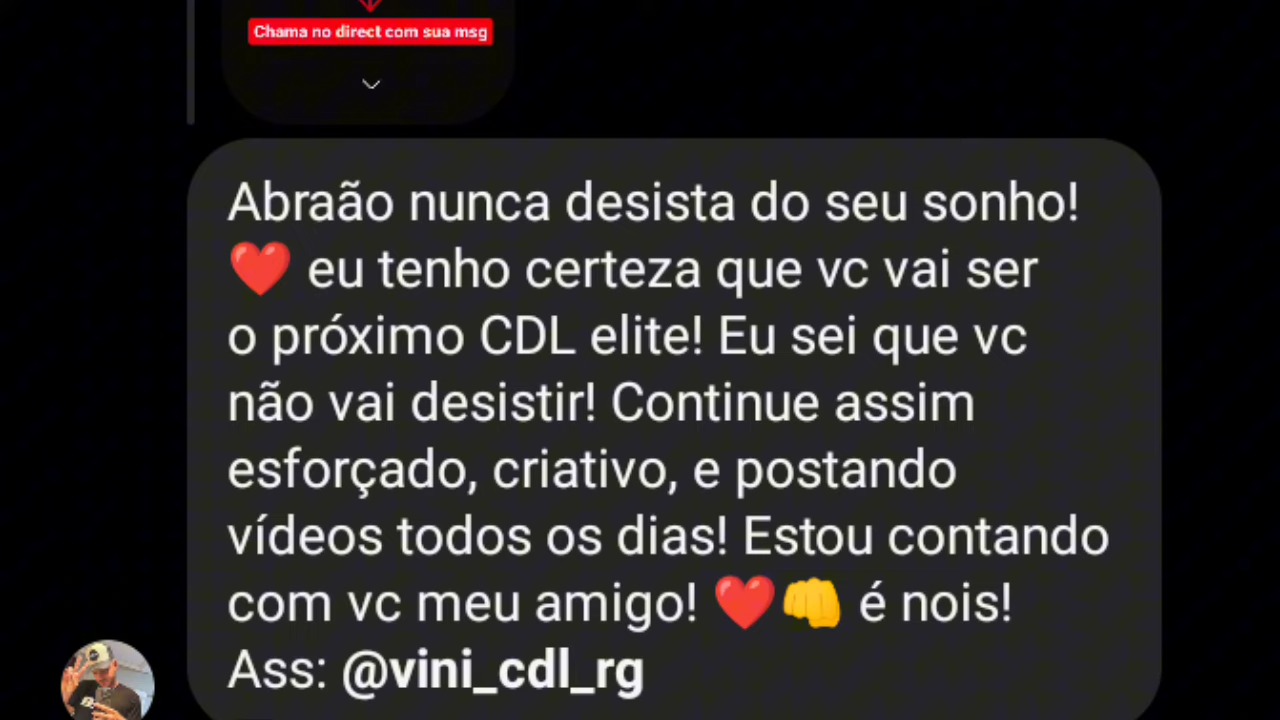 Chama no direct com sua msg
Abraão nunca desista do seu sonho!
❤️ eu tenho certeza que vc vai ser
o próximo CDL elite! Eu sei que vc
não vai desistir! Continue assim
esforçado, criativo, e postando
vídeos todos os dias! Estou contando
com vc meu amigo! ❤️👊 é nois!
Ass: @vini_cdl_rg